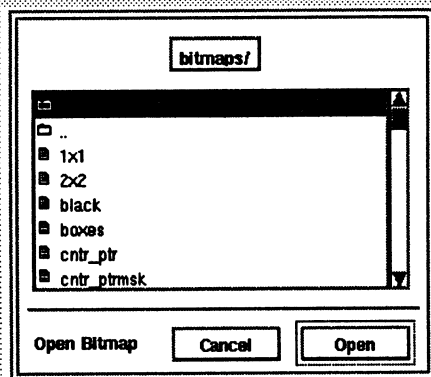 bitmaps/
..
1x1
2x2
black
boxes
cntr_ptr
cntr_ptrmsk
Open Bitmap Cancel Open